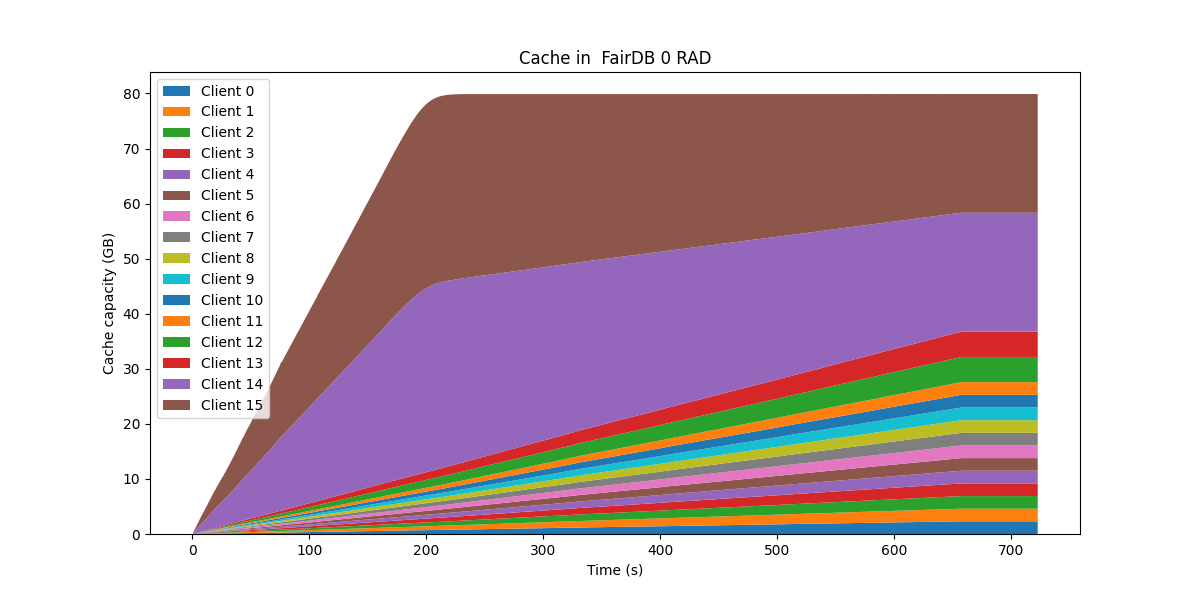 Cache in  FairDB 0 RAD
Cache capacity (GB)
80
70
60
50
40
30
20
10
0
Client 0
Client 1
Client 2
Client 3
Client 4
Client 5
Client 6
Client 7
Client 8
Client 9
Client 10
Client 11
Client 12
Client 13
Client 14
Client 15
0 100 200 300 400 500 600 700
Time (s)